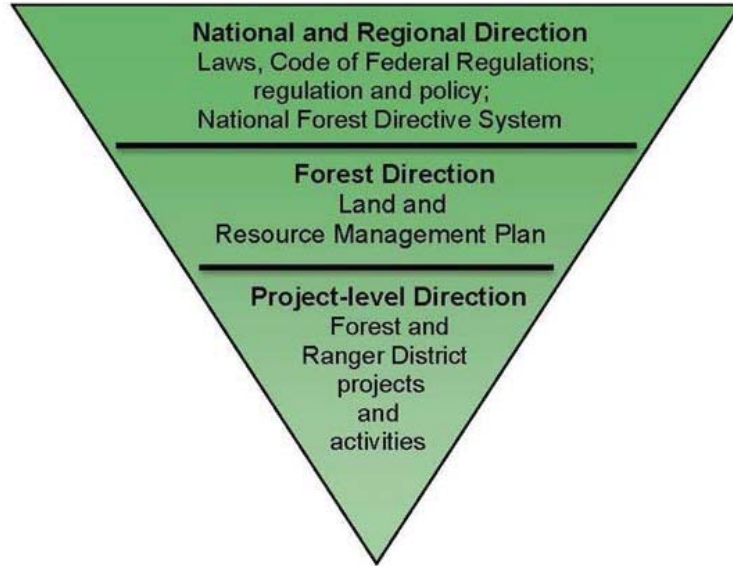 National and Regional Direction
Laws, Code of Federal Regulations;
regulation and policy;
National Forest Directive System
Forest Direction
Land and
Resource Management Plan
Project-level Direction
Forest and
Ranger District
projects
and
activities